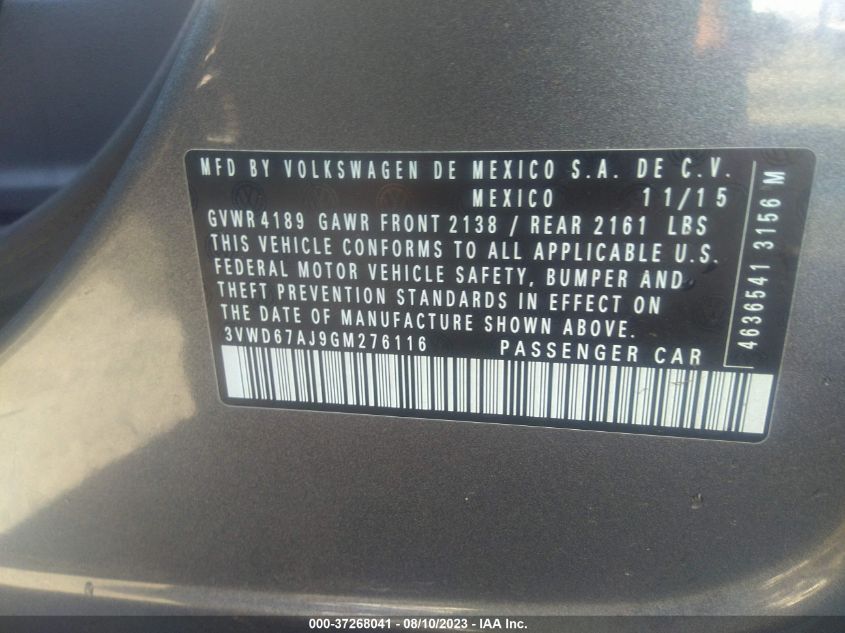 MFD BY VOLKSWAGEN DE MEXICO S.A. DE C.V.
MEXICO 11/15
GVWR 4189 GAWR FRONT 2138 / REAR 2161 LBS
THIS VEHICLE CONFORMS TO ALL APPLICABLE U.S.
FEDERAL MOTOR VEHICLE SAFETY, BUMPER AND
THEFT PREVENTION STANDARDS IN EFFECT ON
THE DATE OF MANUFACTURE SHOWN ABOVE.
3VWD67AJ9GM276116 PASSENGER CAR
4636541 3156 M
000-37268041 - 08/10/2023 - IAA Inc.